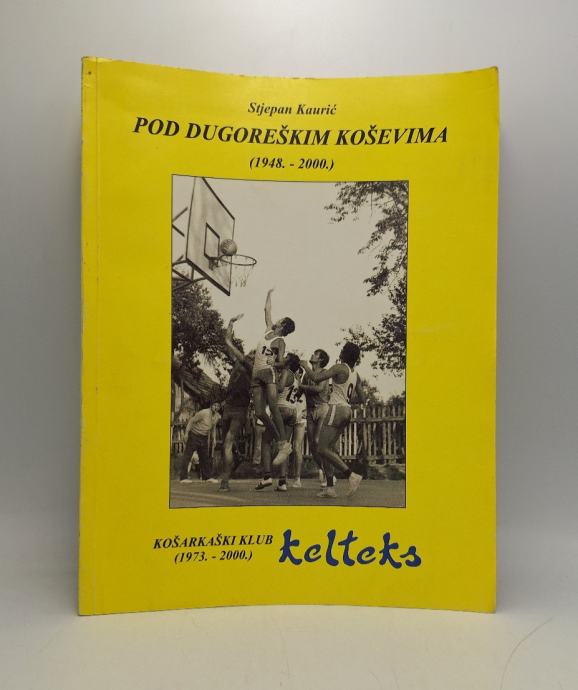 Stjepan Kaurić
POD DUGOREŠKIM KOŠEVIMA
(1948. - 2000.)
KOŠARKAŠKI KLUB
(1973. - 2000.)
kelteks